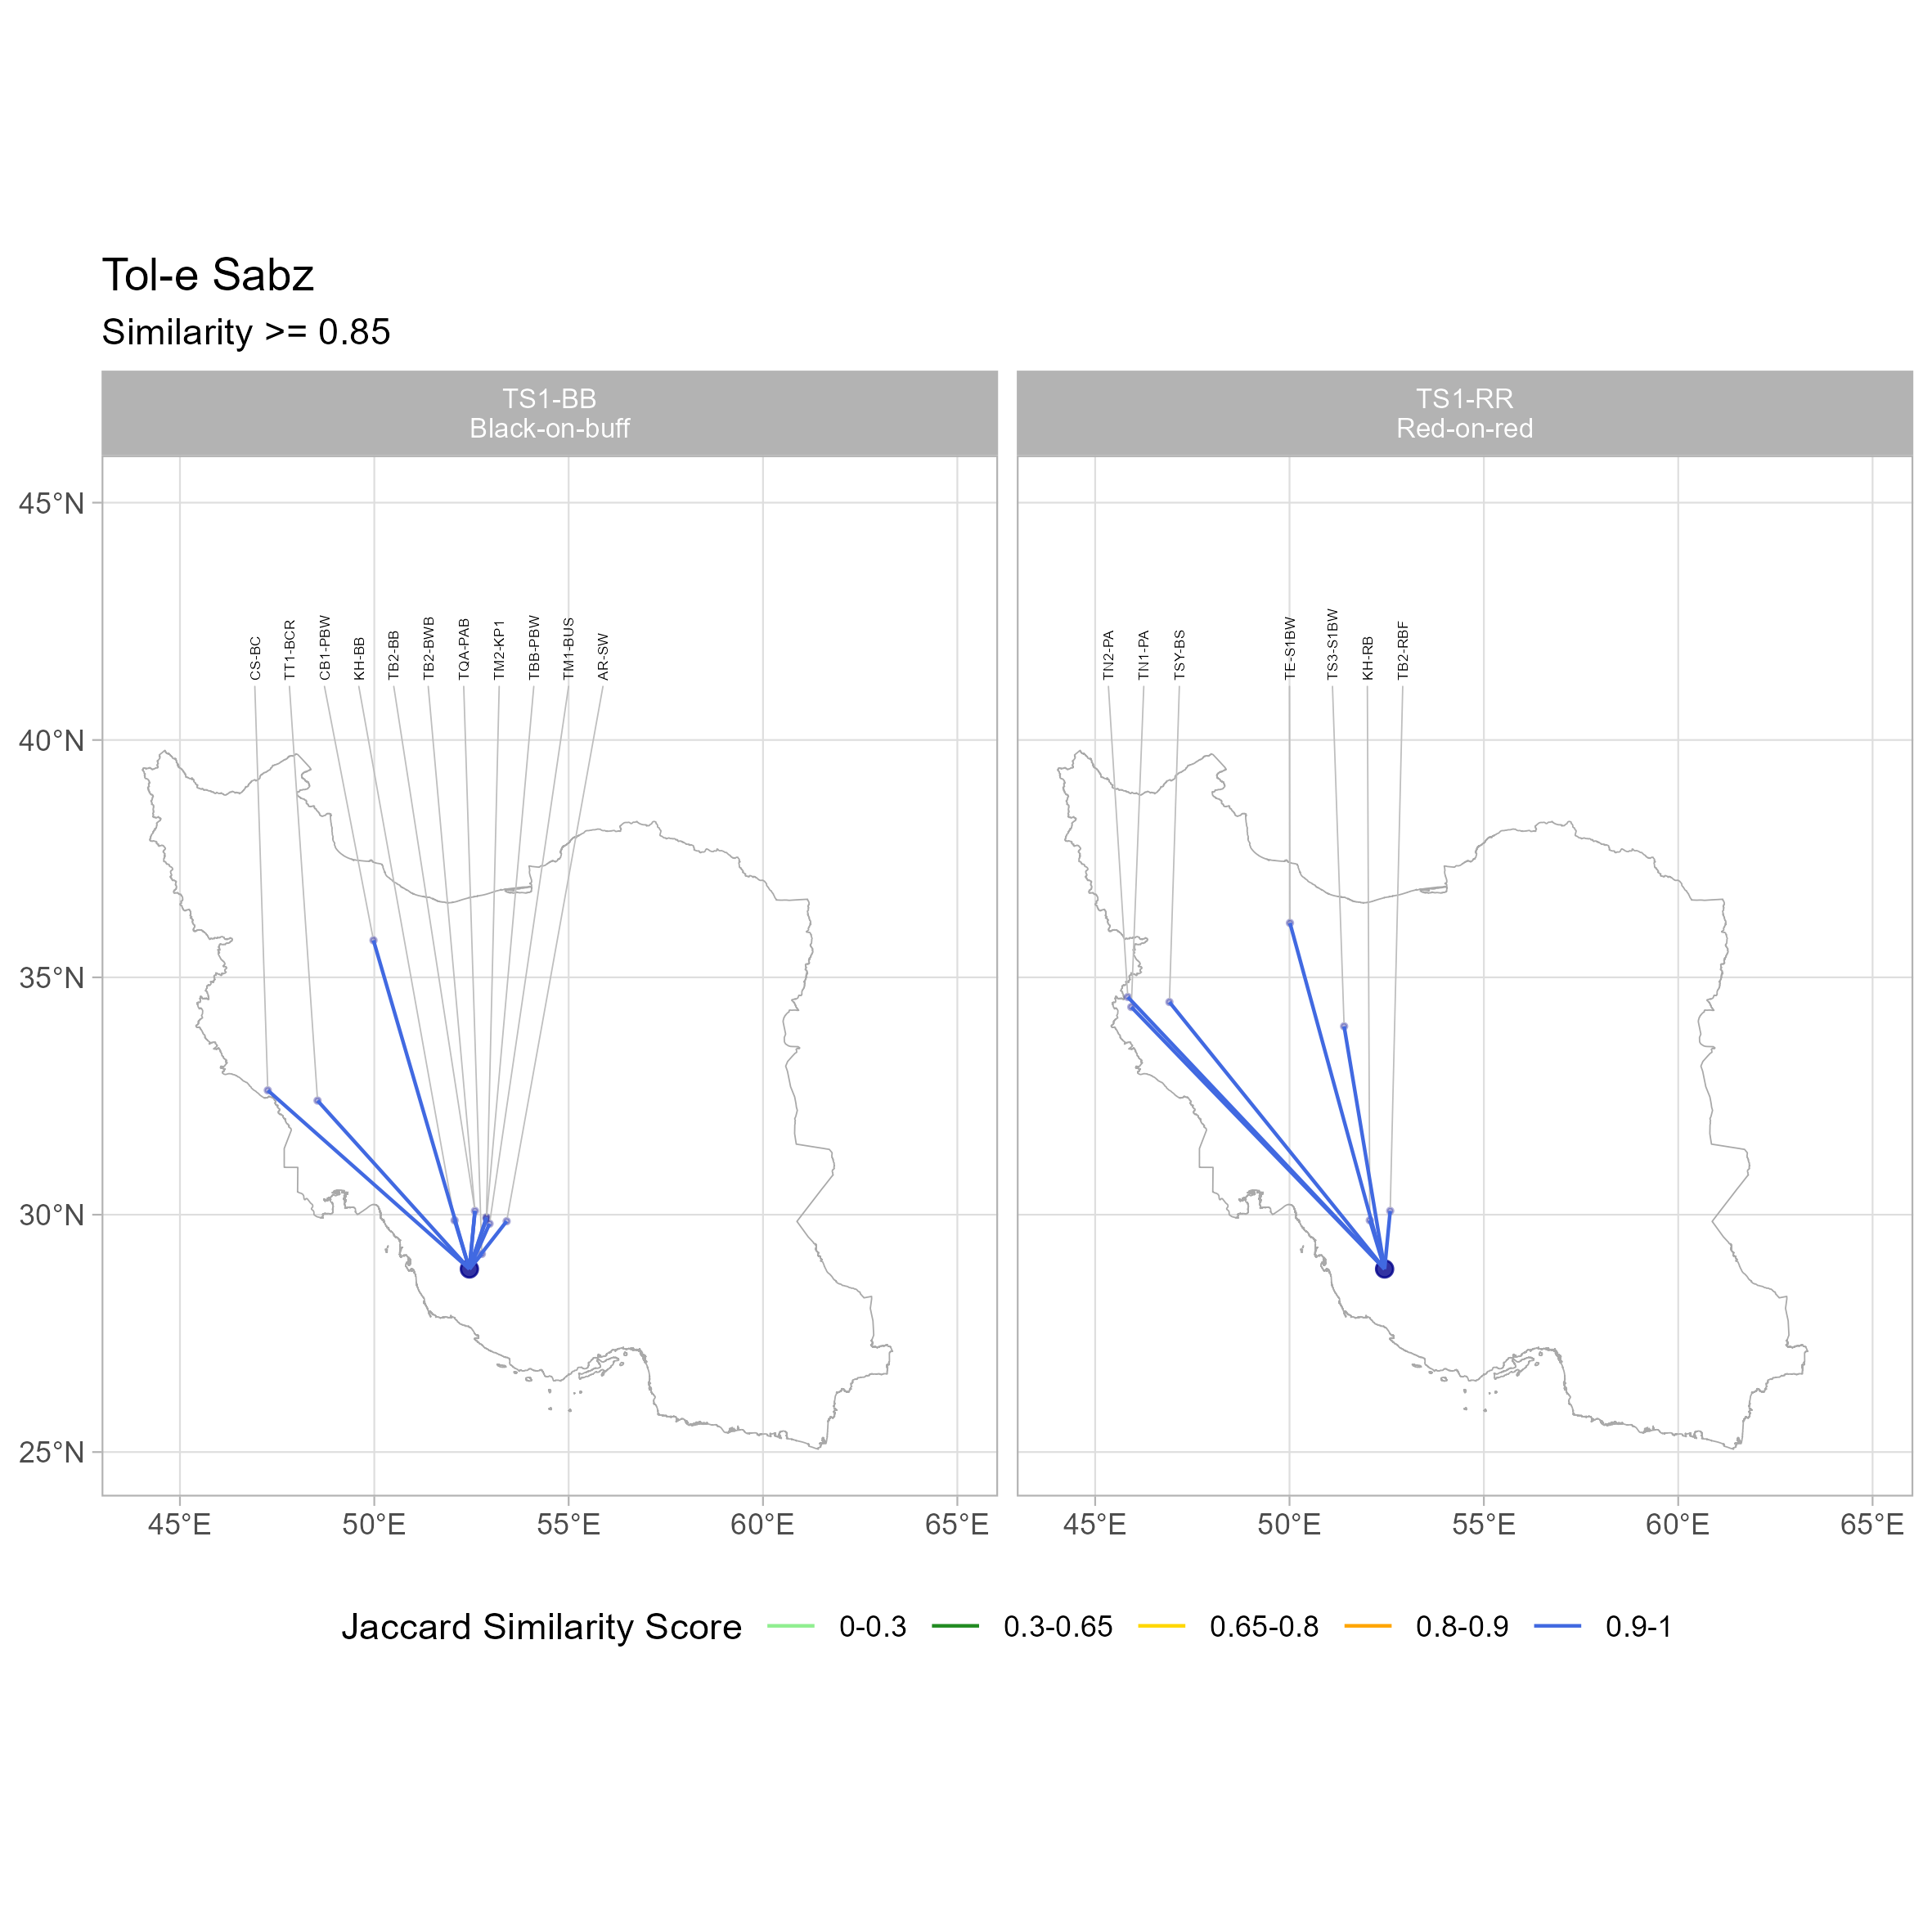 Tol-e Sabz
Similarity >= 0.85
TS1-BB
Black-on-buff
TS1-RR
Red-on-red
45°N
40°N
35°N
30°N
25°N
CS-BC
TT1-BCR
CB1-PBW
KH-BB
TB2-BB
TB2-BWB
TQA-PAB
TM2-KP1
TBB-PBW
TM1-BUS
AR-SW
TN2-PA
TN1-PA
TSY-BS
TE-S1BW
TS3-S1BW
KH-RB
TB2-RBF
45°E 50°E 55°E 60°E 65°E
45°E 50°E 55°E 60°E 65°E
Jaccard Similarity Score 0-0.3 0.3-0.65 0.65-0.8 0.8-0.9 0.9-1